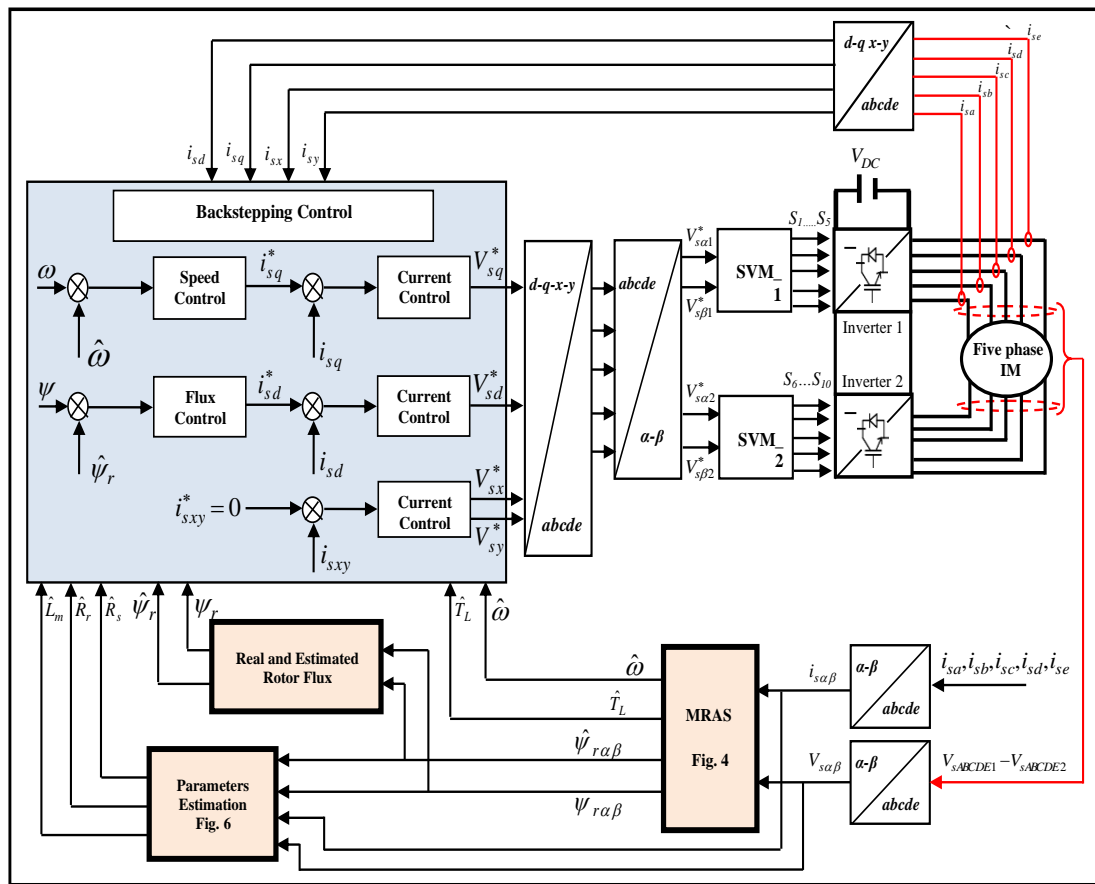 d-q x-y
abcde
`
i_se
i_sd
i_sc
i_sb
i_sa
i_sd
i_sq
i_sx
i_sy
V_DC
Backstepping Control
ω
Speed
Control
i*_sq
Current
Control
V*_sq
ω̂
i_sq
ψ
Flux
Control
i*_sd
Current
Control
V*_sd
ψ̂_r
i_sd
i*_sxy = 0
Current
Control
V*_sx
V*_sy
i_sxy
d-q-x-y
abcde
abcde
α-β
V*_sα1
V*_sβ1
SVM_
1
S_1.....S_5
Inverter 1
V*_sα2
V*_sβ2
SVM_
2
S_6...S_10
Inverter 2
Five phase
IM
L̂_m
R̂_r
R̂_s
ψ̂_r
ψ_r
T̂_L
ω̂
Real and Estimated
Rotor Flux
ω̂
T̂_L
ψ̂_rαβ
ψ_rαβ
MRAS
Fig. 4
i_sαβ
α-β
abcde
i_sa, i_sb, i_sc, i_sd, i_se
V_sαβ
α-β
abcde
V_sABCDE1 − V_sABCDE2
Parameters
Estimation
Fig. 6